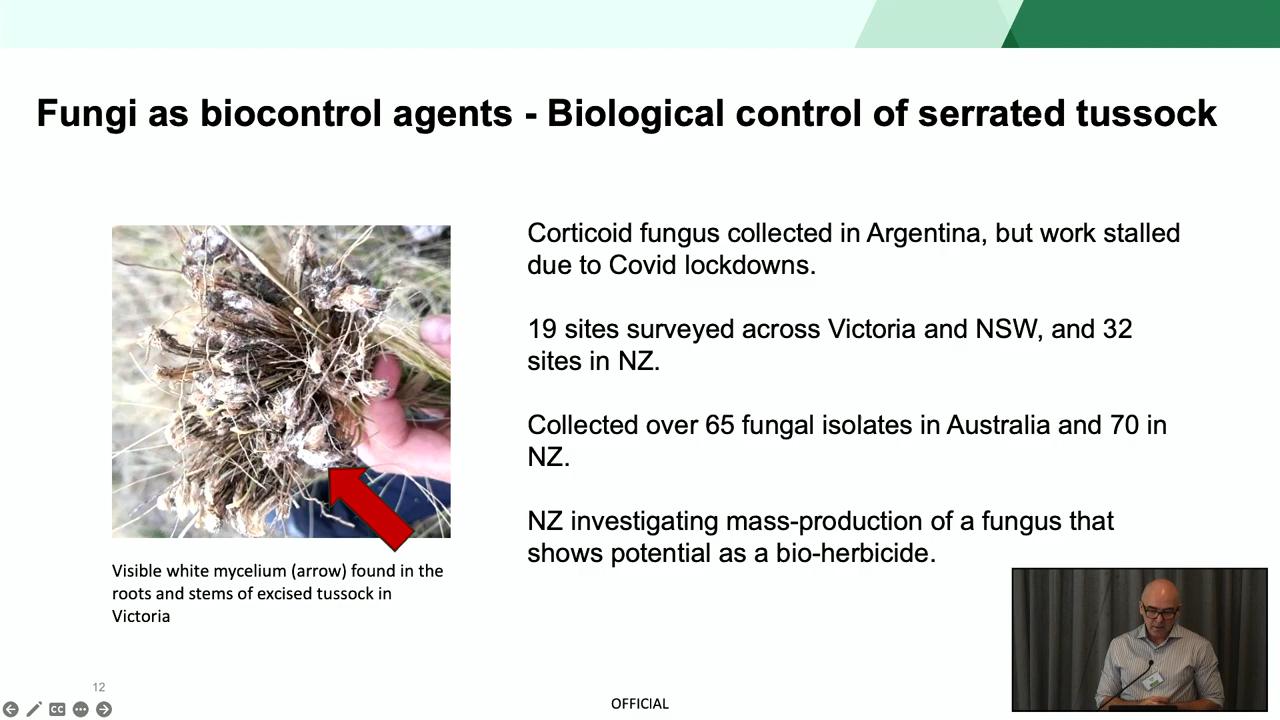 Fungi as biocontrol agents - Biological control of serrated tussock
Corticoid fungus collected in Argentina, but work stalled
due to Covid lockdowns.
19 sites surveyed across Victoria and NSW, and 32
sites in NZ.
Collected over 65 fungal isolates in Australia and 70 in
NZ.
NZ investigating mass-production of a fungus that
shows potential as a bio-herbicide.
Visible white mycelium (arrow) found in the
roots and stems of excised tussock in
Victoria
12
CC
OFFICIAL